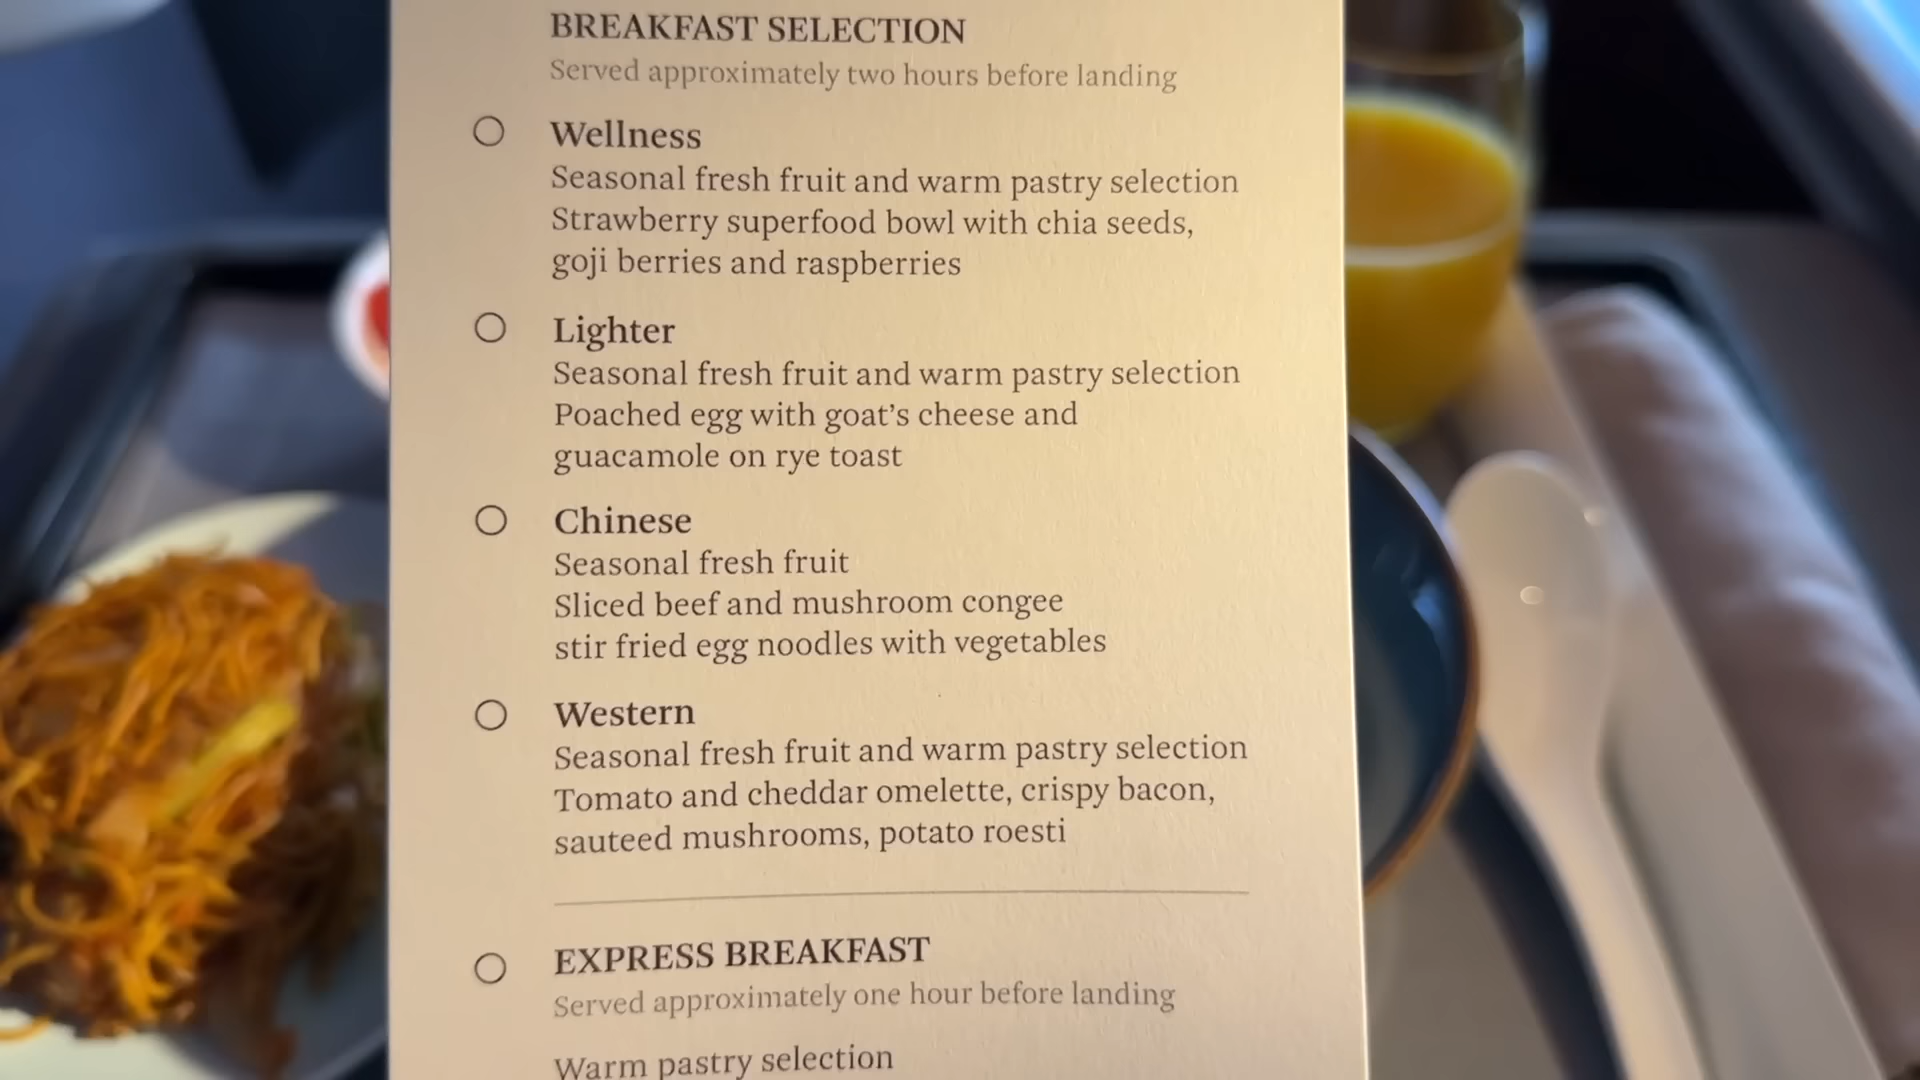 BREAKFAST SELECTION
Served approximately two hours before landing
Wellness
Seasonal fresh fruit and warm pastry selection
Strawberry superfood bowl with chia seeds,
goji berries and raspberries
Lighter
Seasonal fresh fruit and warm pastry selection
Poached egg with goat's cheese and
guacamole on rye toast
Chinese
Seasonal fresh fruit
Sliced beef and mushroom congee
stir fried egg noodles with vegetables
Western
Seasonal fresh fruit and warm pastry selection
Tomato and cheddar omelette, crispy bacon,
sauteed mushrooms, potato roesti
EXPRESS BREAKFAST
Served approximately one hour before landing
Warm pastry selection